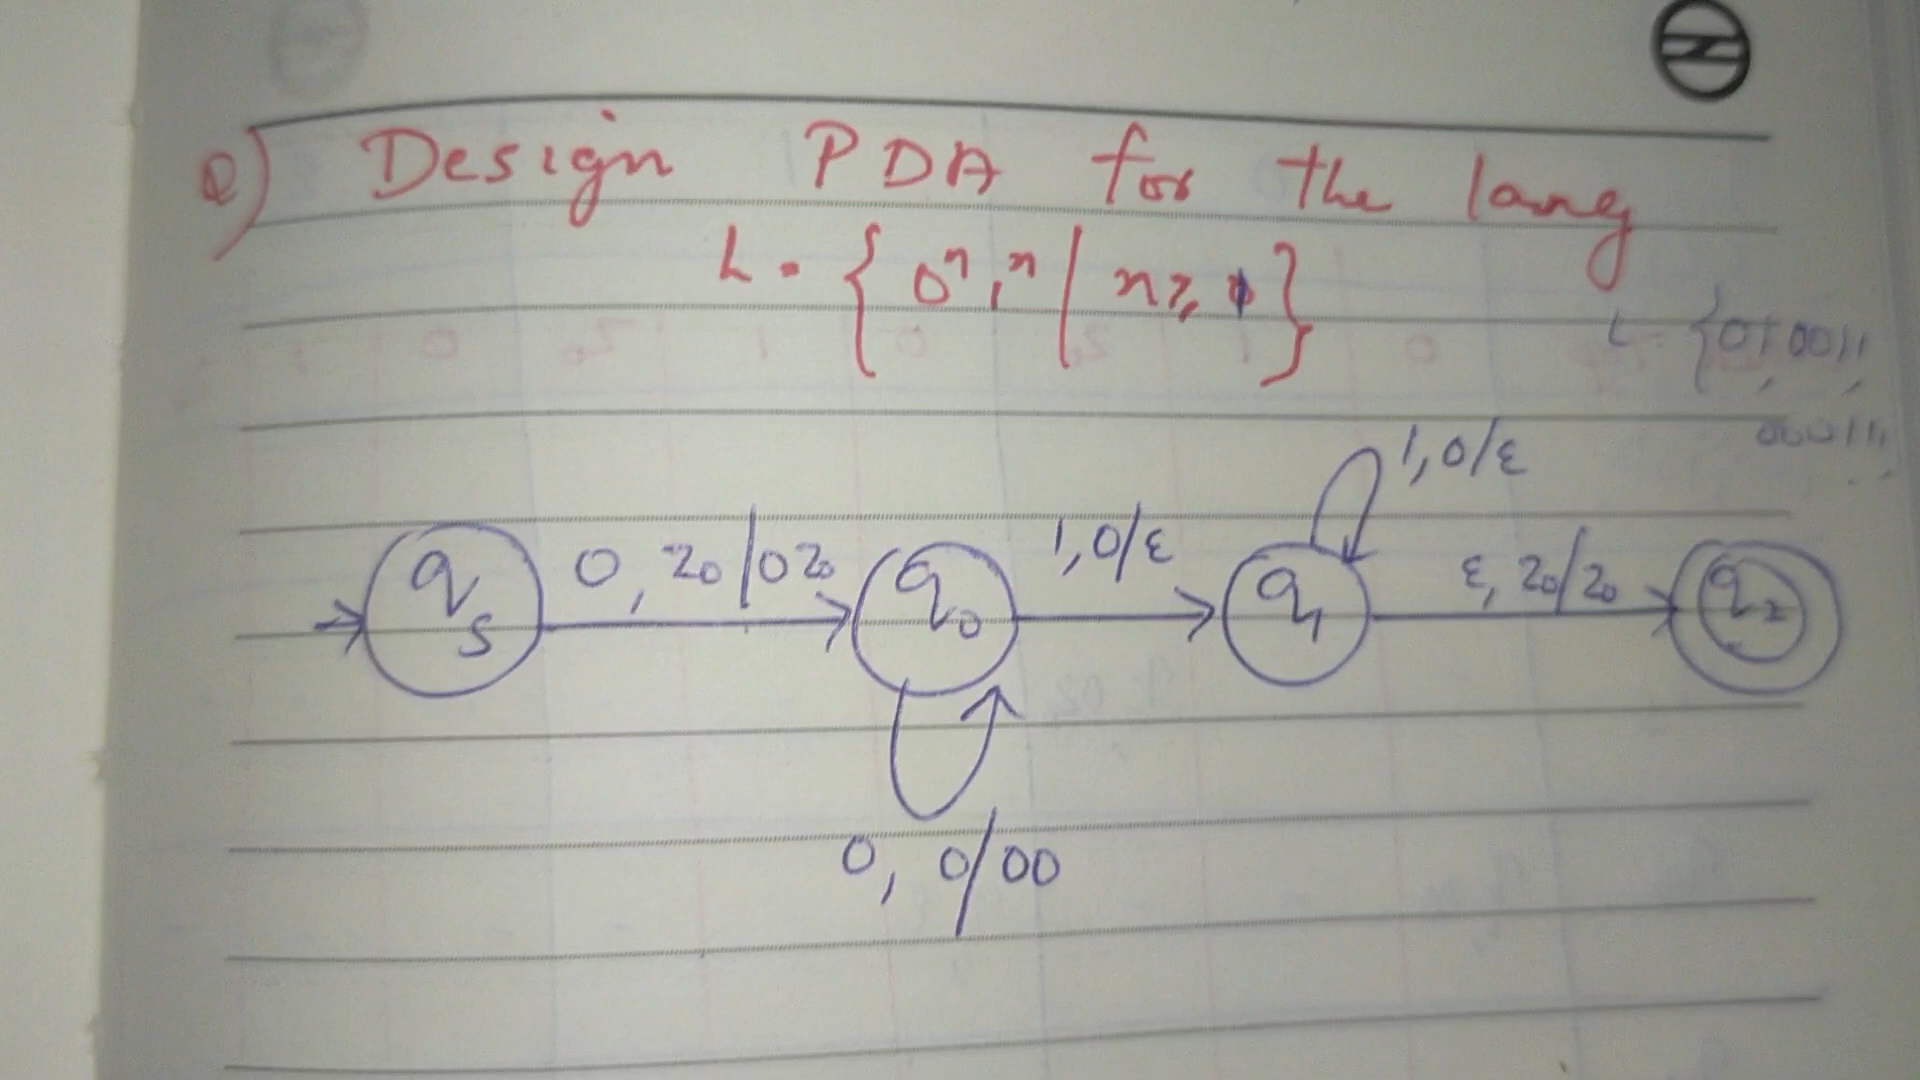 Q) Design PDA for the lang
L = { 0ⁿ1ⁿ | n ≥ 1 }
L = {01, 0011,
000111, ..
1, 0/ε
qs 0, z0/0z0 q0 1, 0/ε q1 ε, z0/z0 q2
0, 0/00